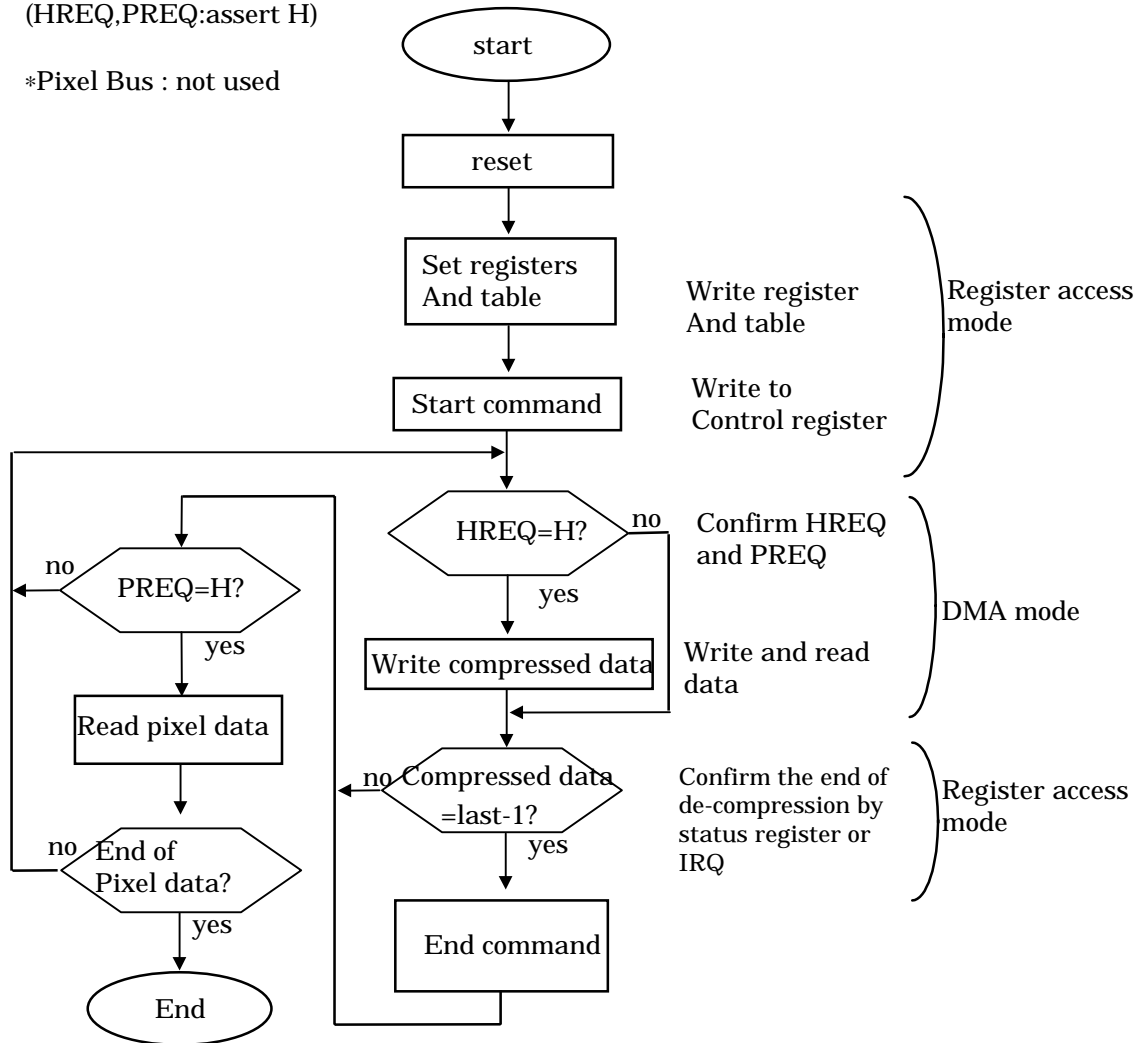 (HREQ,PREQ:assert H)
*Pixel Bus : not used
start
reset
Set registers
And table
Write register
And table
Register access
mode
Start command
Write to
Control register
HREQ=H?
no
yes
Confirm HREQ
and PREQ
DMA mode
PREQ=H?
no
yes
Write compressed data
Write and read
data
Read pixel data
Compressed data
=last-1?
no
yes
Confirm the end of
de-compression by
status register or
IRQ
Register access
mode
End of
Pixel data?
no
yes
End command
End